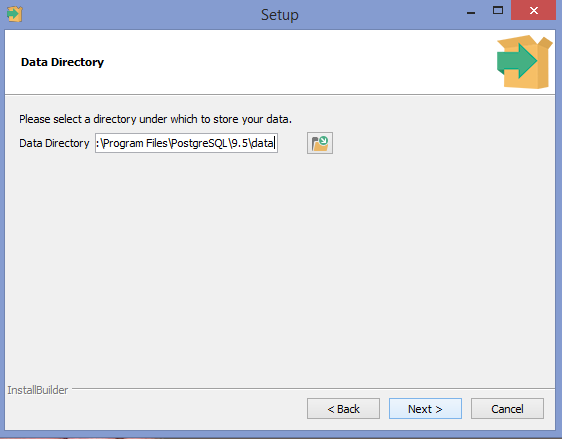 Setup
Data Directory
Please select a directory under which to store your data.
Data Directory :\Program Files\PostgreSQL\9.5\data
InstallBuilder
< Back Next > Cancel